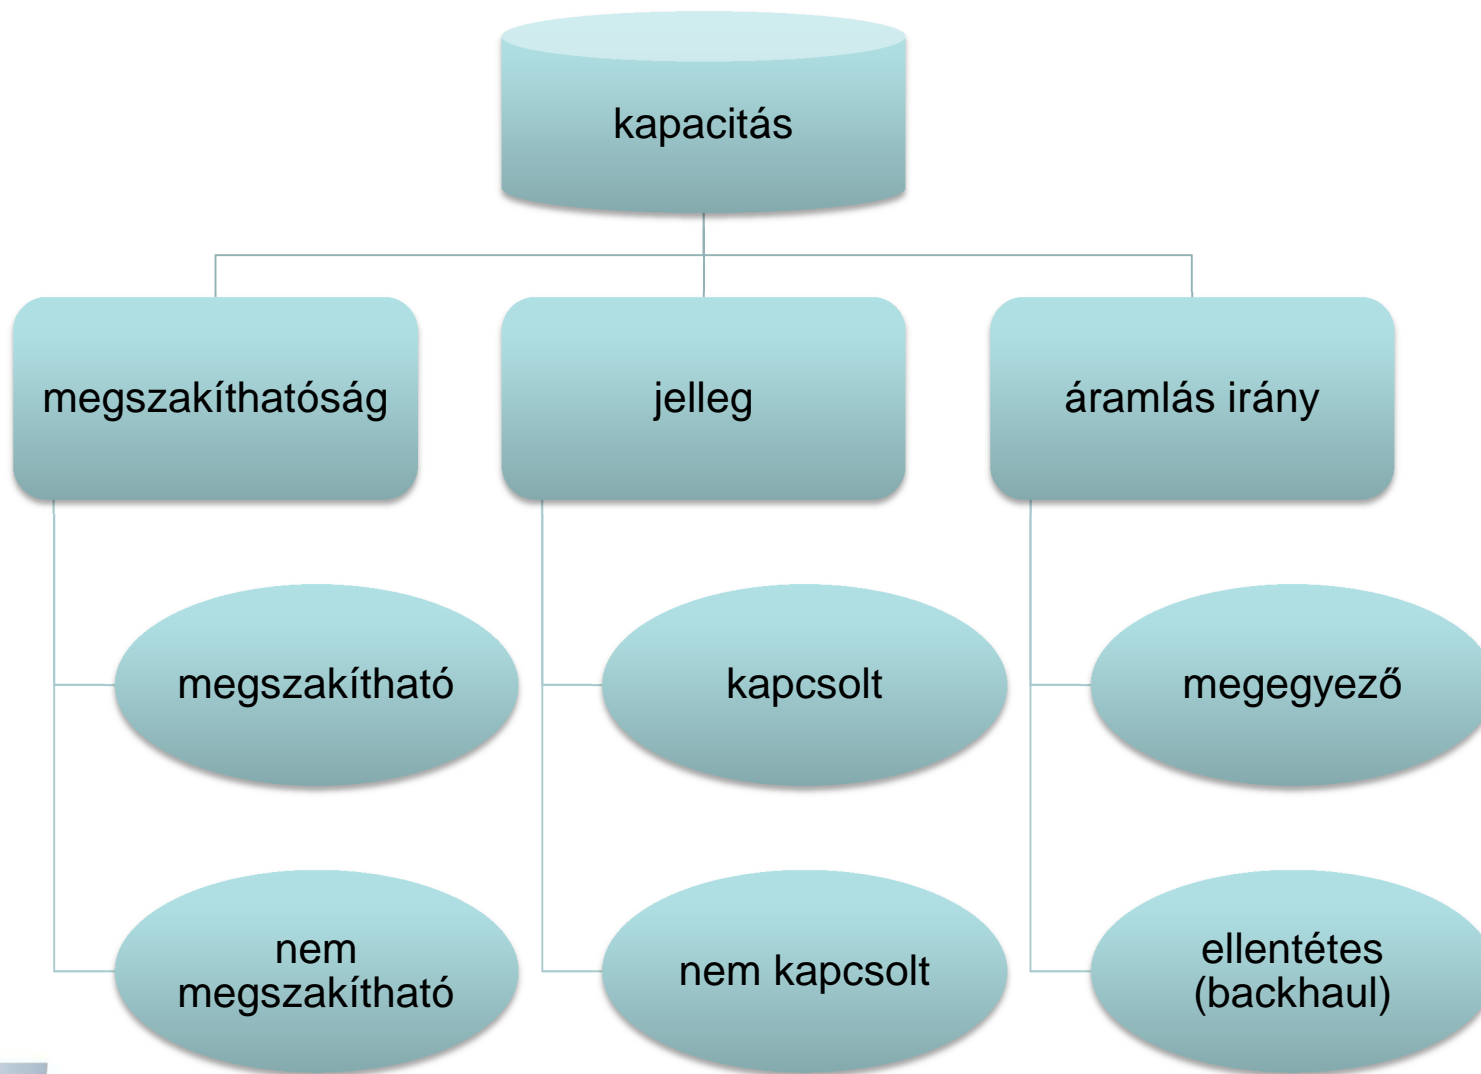 kapacitás
megszakíthatóság
jelleg
áramlás irány
megszakítható
kapcsolt
megegyező
nem
megszakítható
nem kapcsolt
ellentétes
(backhaul)